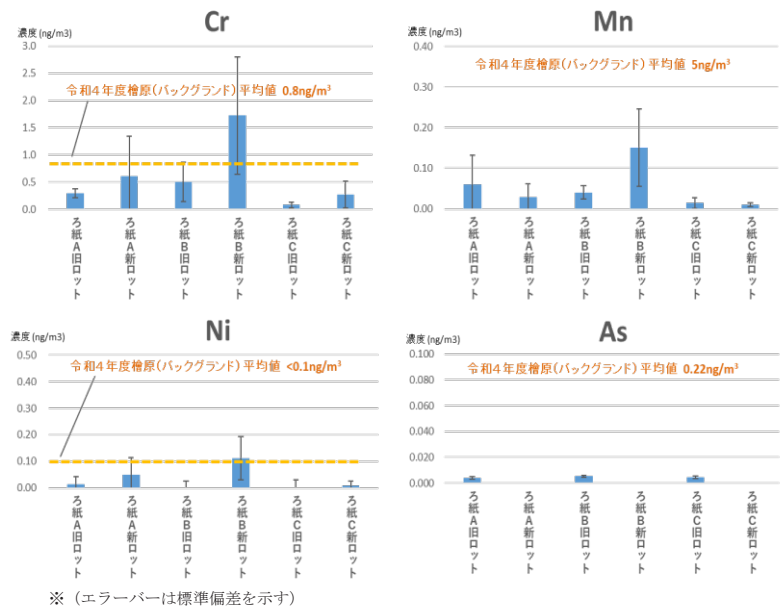 Cr
濃度(ng/m3)
3.0
2.5
2.0
1.5
1.0
0.5
0.0
令和4年度檜原(バックグランド)平均値 0.8ng/m³
ろ紙A旧ロット
ろ紙A新ロット
ろ紙B旧ロット
ろ紙B新ロット
ろ紙C旧ロット
ろ紙C新ロット
Mn
濃度(ng/m3)
0.40
0.30
0.20
0.10
0.00
令和4年度檜原(バックグランド)平均値 5ng/m³
ろ紙A旧ロット
ろ紙A新ロット
ろ紙B旧ロット
ろ紙B新ロット
ろ紙C旧ロット
ろ紙C新ロット
Ni
濃度(ng/m3)
0.50
0.40
0.30
0.20
0.10
0.00
令和4年度檜原(バックグランド)平均値 <0.1ng/m³
ろ紙A旧ロット
ろ紙A新ロット
ろ紙B旧ロット
ろ紙B新ロット
ろ紙C旧ロット
ろ紙C新ロット
As
濃度(ng/m3)
0.100
0.080
0.060
0.040
0.020
0.000
令和4年度檜原(バックグランド)平均値 0.22ng/m³
ろ紙A旧ロット
ろ紙A新ロット
ろ紙B旧ロット
ろ紙B新ロット
ろ紙C旧ロット
ろ紙C新ロット
※（エラーバーは標準偏差を示す）